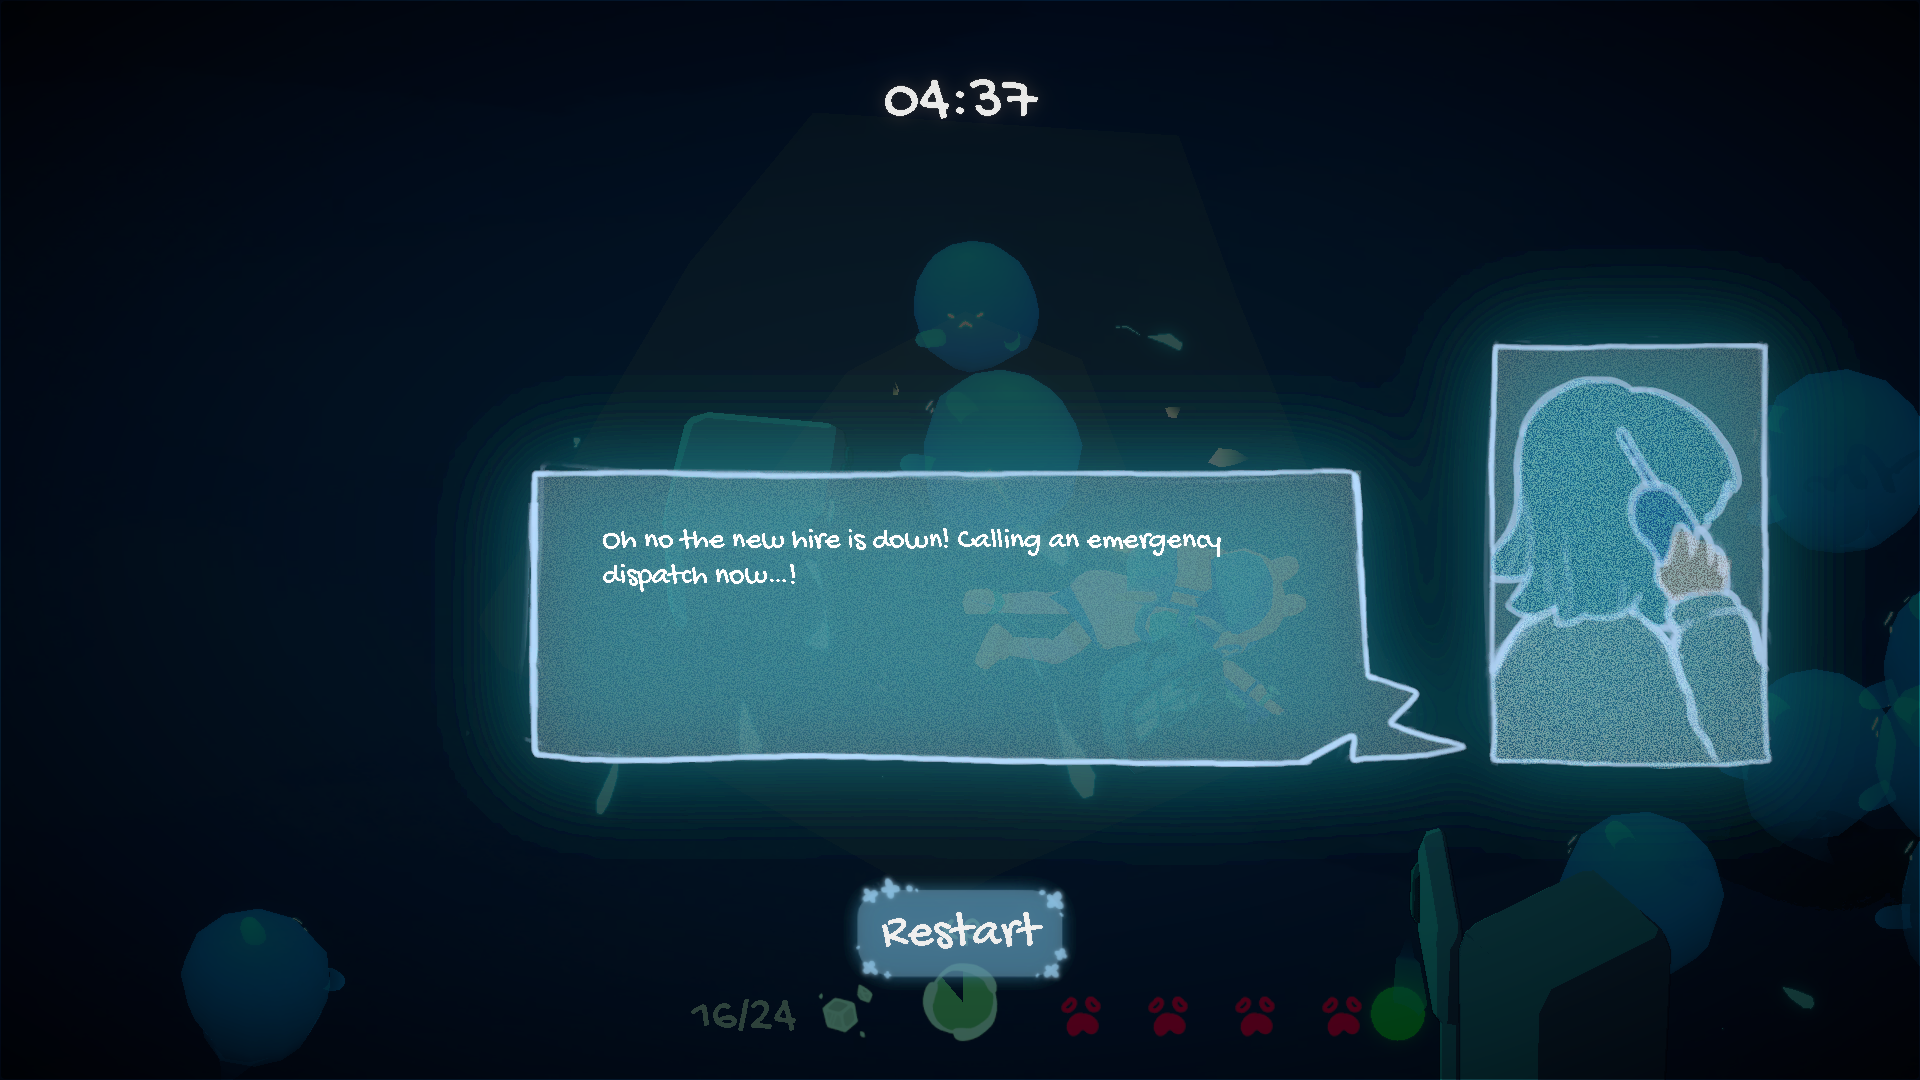 04:37
Oh no the new hire is down! Calling an emergency
dispatch now...!
Restart
16/24